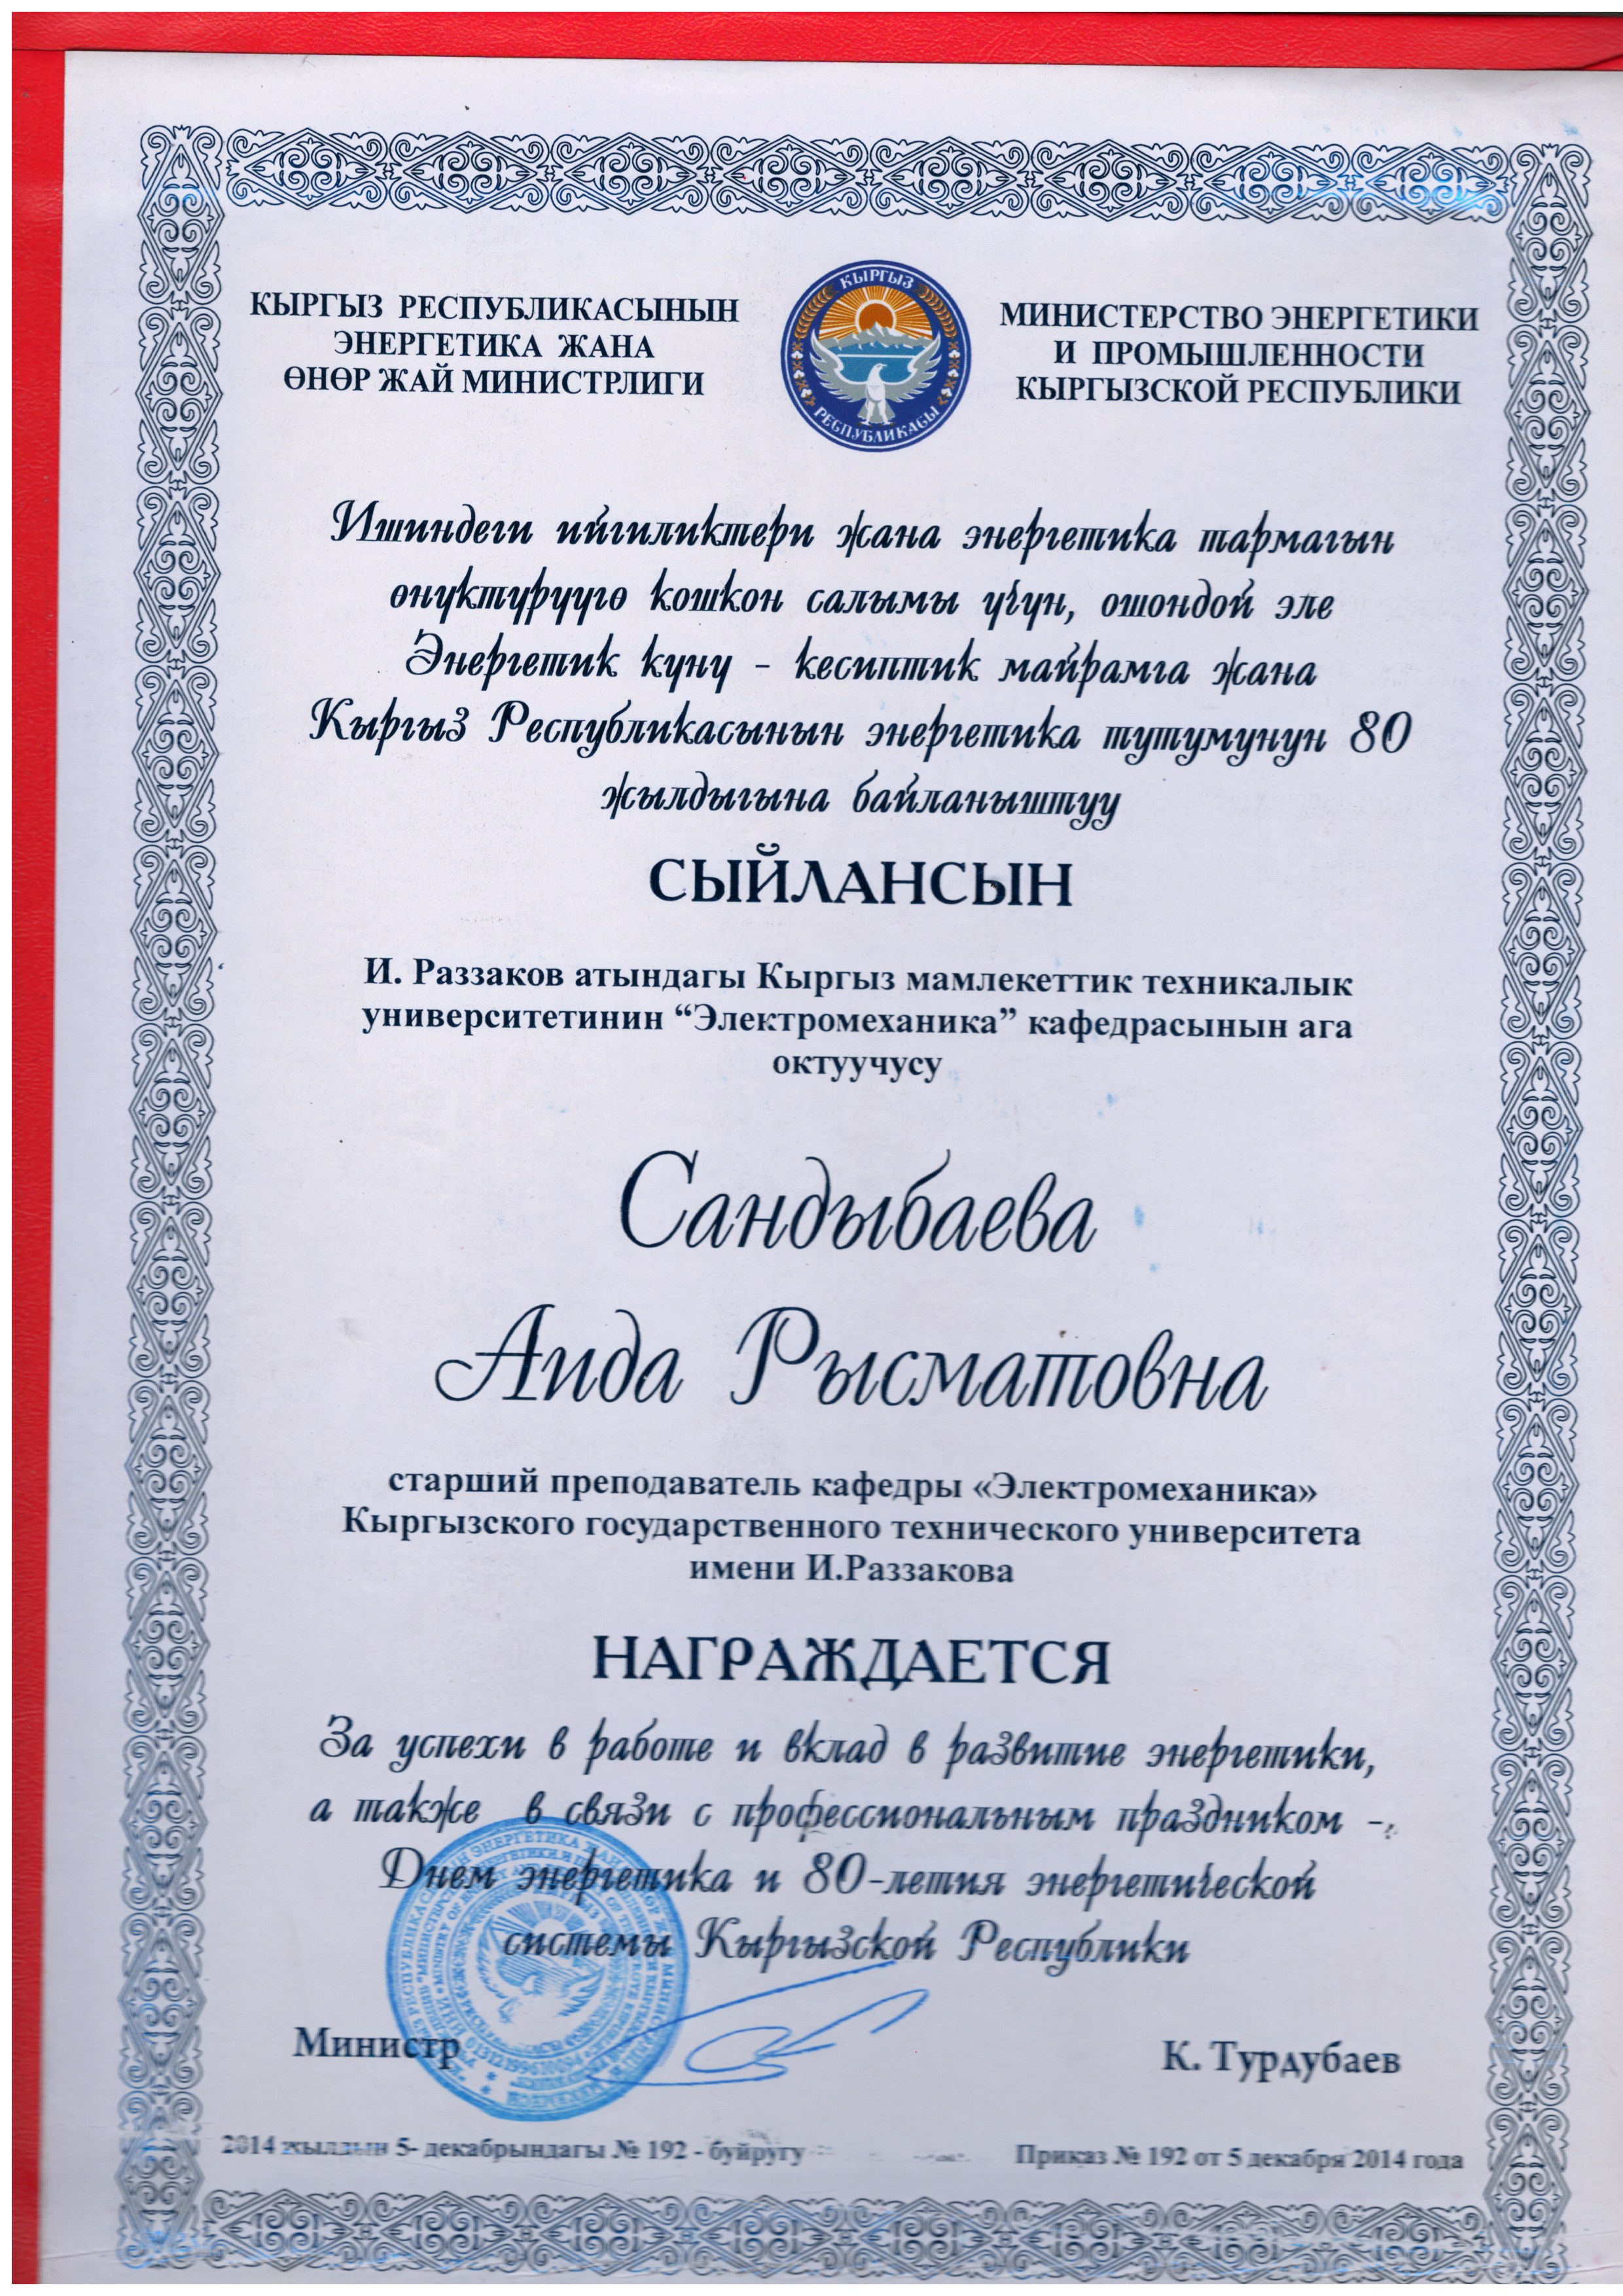 КЫРГЫЗ РЕСПУБЛИКАСЫНЫН
ЭНЕРГЕТИКА ЖАНА
ӨНӨР ЖАЙ МИНИСТРЛИГИ
КЫРГЫЗ
РЕСПУБЛИКАСЫ
МИНИСТЕРСТВО ЭНЕРГЕТИКИ
И ПРОМЫШЛЕННОСТИ
КЫРГЫЗСКОЙ РЕСПУБЛИКИ
Ишиндеги ийгиликтери жана энергетика тармагын
өнүктүрүүгө кошкон салымы үчүн, ошондой эле
Энергетик күнү - кесиптик майрамга жана
Кыргыз Республикасынын энергетика тутумунун 80
жылдыгына байланыштуу
СЫЙЛАНСЫН
И. Раззаков атындагы Кыргыз мамлекеттик техникалык
университетинин “Электромеханика” кафедрасынын ага
октуучусу
Сандыбаева
Аида Рысматовна
старший преподаватель кафедры «Электромеханика»
Кыргызского государственного технического университета
имени И.Раззакова
НАГРАЖДАЕТСЯ
За успехи в работе и вклад в развитие энергетики,
а также в связи с профессиональным праздником -
Днем энергетика и 80-летия энергетической
системы Кыргызской Республики
Министр
К. Турдубаев
2014 жылдын 5- декабрындагы № 192 - буйругу
Приказ № 192 от 5 декабря 2014 года